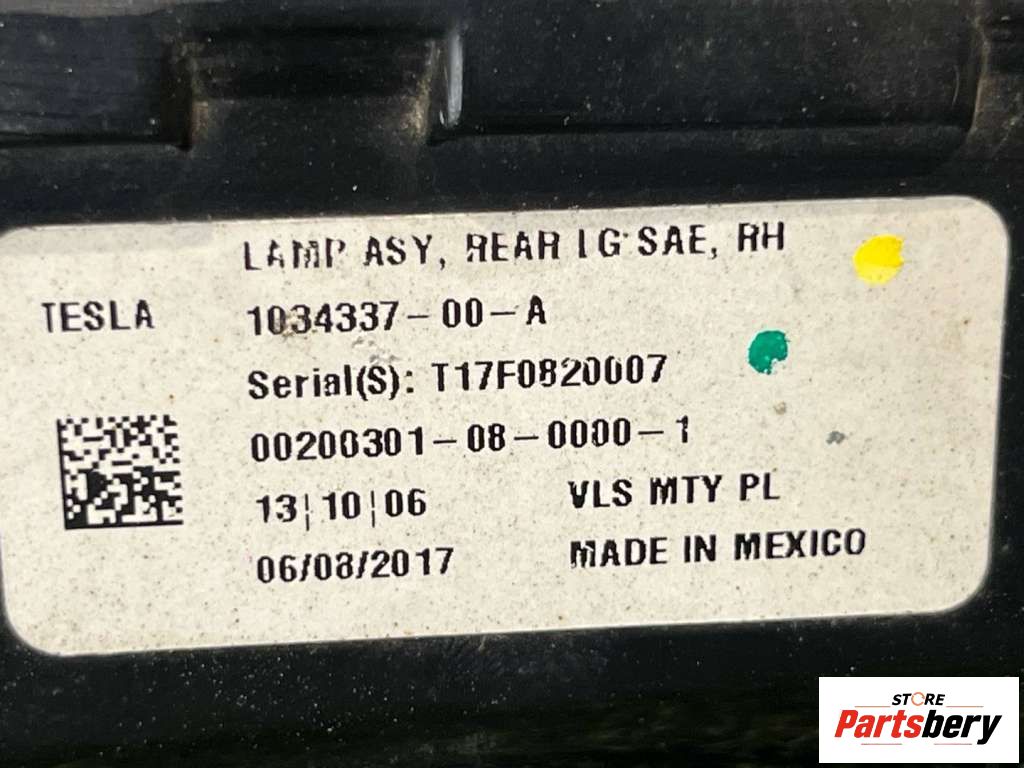 LAMP ASY, REAR LG SAE, RH
TESLA
1034337-00-A
Serial(S): T17F0820007
00200301-08-0000-1
13|10|06
VLS MTY PL
06/08/2017
MADE IN MEXICO
STORE
Partsbery